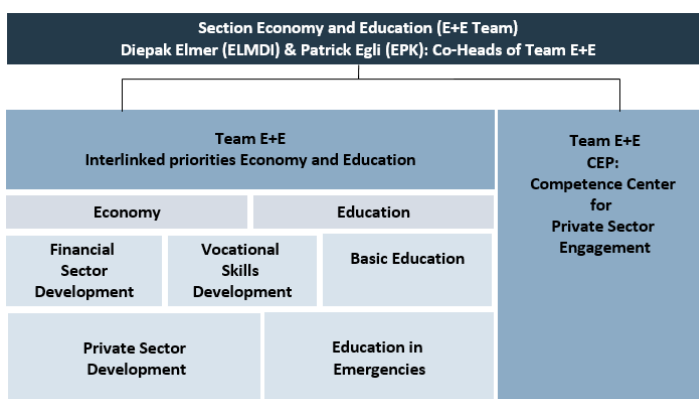 Section Economy and Education (E+E Team)
Diepak Elmer (ELMDI) & Patrick Egli (EPK): Co-Heads of Team E+E
Team E+E
Interlinked priorities Economy and Education
Economy
Education
Financial
Sector
Development
Vocational
Skills
Development
Basic Education
Private Sector
Development
Education in
Emergencies
Team E+E
CEP:
Competence Center
for
Private Sector
Engagement